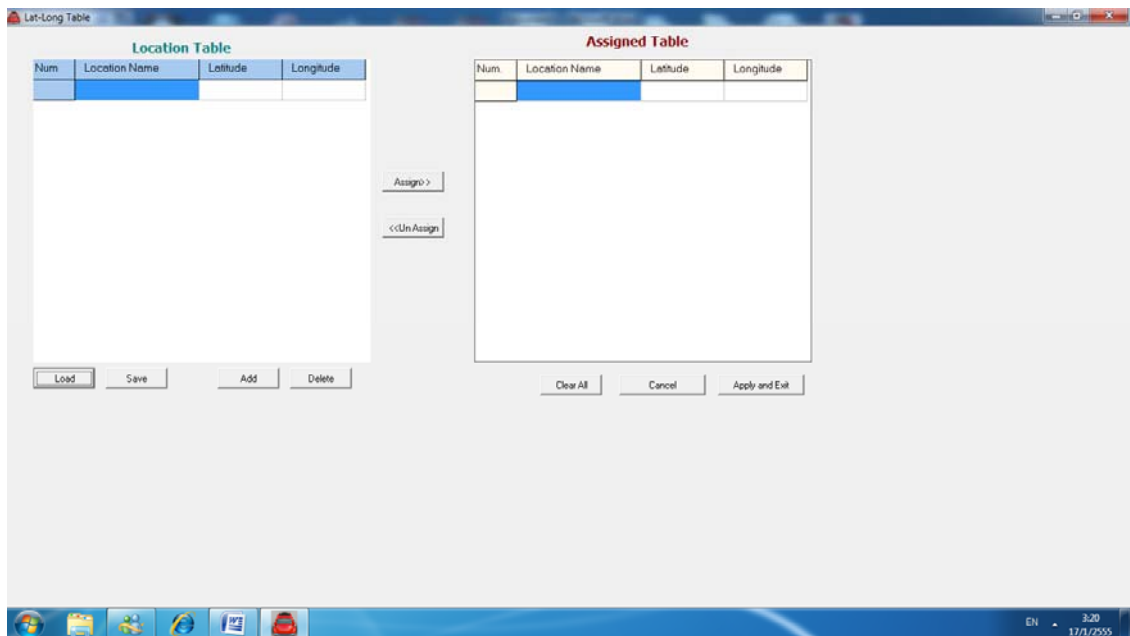 Lat-Long Table
Location Table
Assigned Table
Num Location Name Latitude Longitude
Num Location Name Latitude Longitude
Assign>>
<<Un Assign
Load Save Add Delete
Clear All Cancel Apply and Exit
EN 3:20
17/1/2555